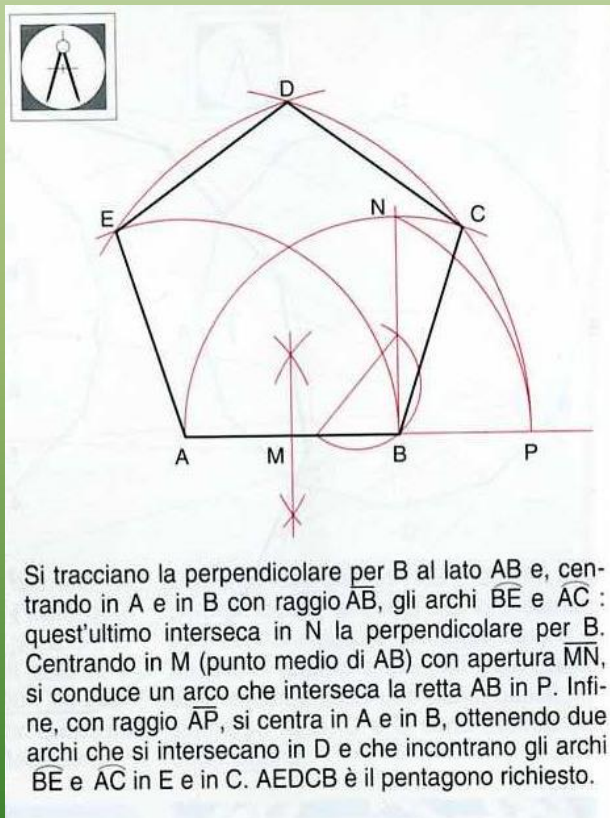 D
E
N
C
A
M
B
P
Si tracciano la perpendicolare per B al lato AB e, cen-
trando in A e in B con raggio AB, gli archi BE e AC :
quest'ultimo interseca in N la perpendicolare per B.
Centrando in M (punto medio di AB) con apertura MN,
si conduce un arco che interseca la retta AB in P. Infi-
ne, con raggio AP, si centra in A e in B, ottenendo due
archi che si intersecano in D e che incontrano gli archi
BE e AC in E e in C. AEDCB è il pentagono richiesto.